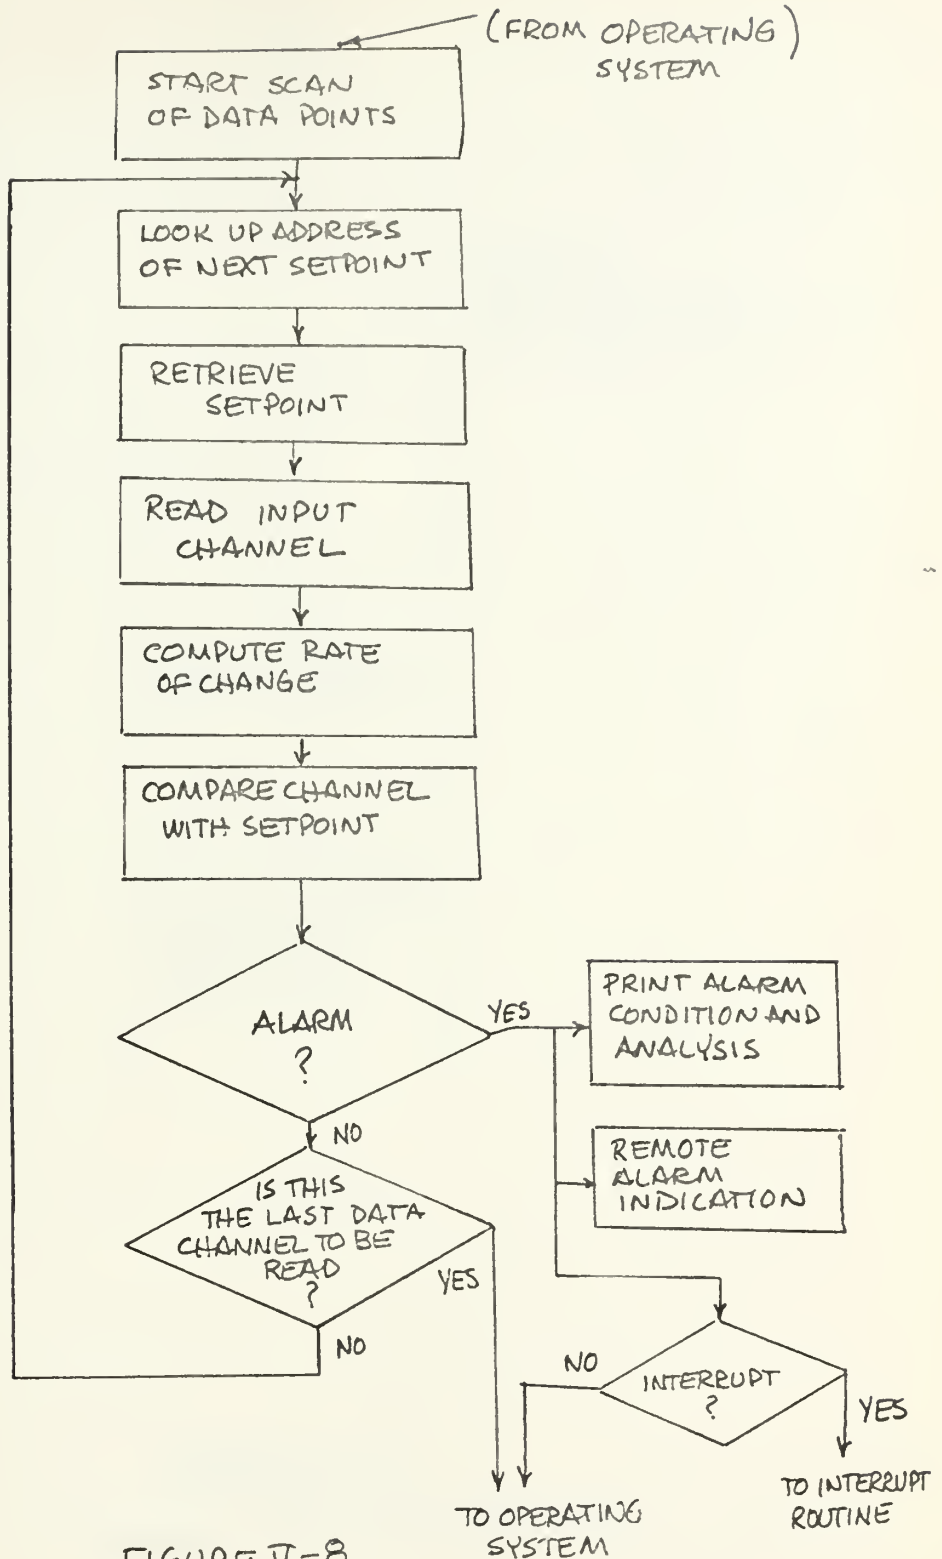 (FROM OPERATING)
SYSTEM
START SCAN
OF DATA POINTS
LOOK UP ADDRESS
OF NEXT SETPOINT
RETRIEVE
SETPOINT
READ INPUT
CHANNEL
COMPUTE RATE
OF CHANGE
COMPARE CHANNEL
WITH SETPOINT
ALARM
?
YES
PRINT ALARM
CONDITION AND
ANALYSIS
NO
REMOTE
ALARM
INDICATION
IS THIS
THE LAST DATA
CHANNEL TO BE
READ
?
YES
NO
INTERRUPT
?
NO
YES
TO OPERATING
SYSTEM
TO INTERRUPT
ROUTINE
FIGURE II-8